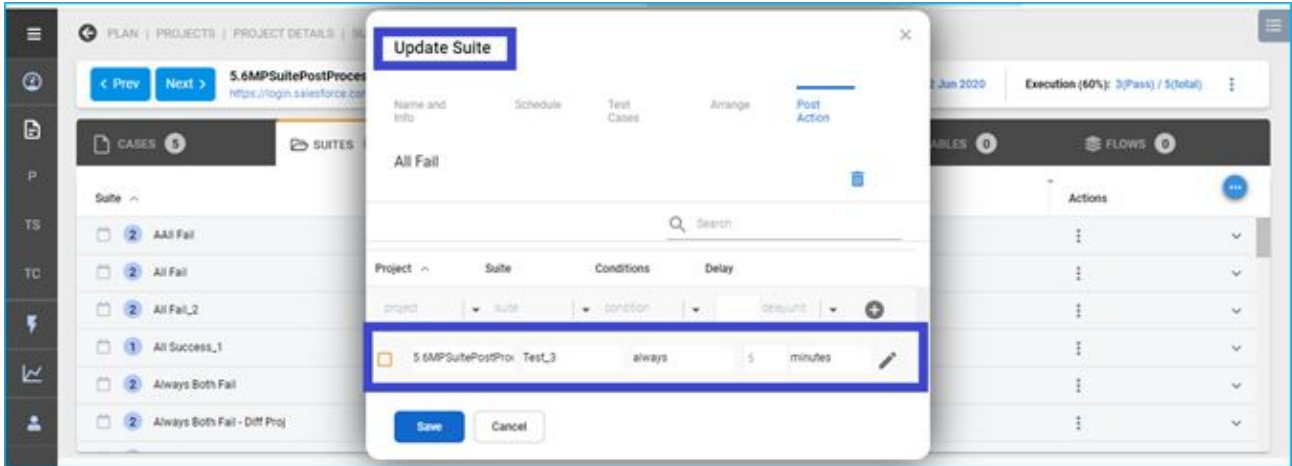 PLAN | PROJECTS | PROJECT DETAILS |
Update Suite
< Prev Next > 5.6MPSuitePostProces
https://login.salesforce.com
Jun 2020 Execution (60%): 3(Pass) / 5(total)
Name and Info Schedule Test Cases Arrange Post Action
CASES 5 SUITES FLOWS 0
All Fail
Suite Actions
Search
P
TS
TC
2 AAll Fail
2 All Fail
2 All Fail_2
1 All Success_1
2 Always Both Fail
2 Always Both Fail - Diff Proj
Project Suite Conditions Delay
project suite condition delayunit
5.6MPSuitePostProc Test_3 always 5 minutes
Save Cancel